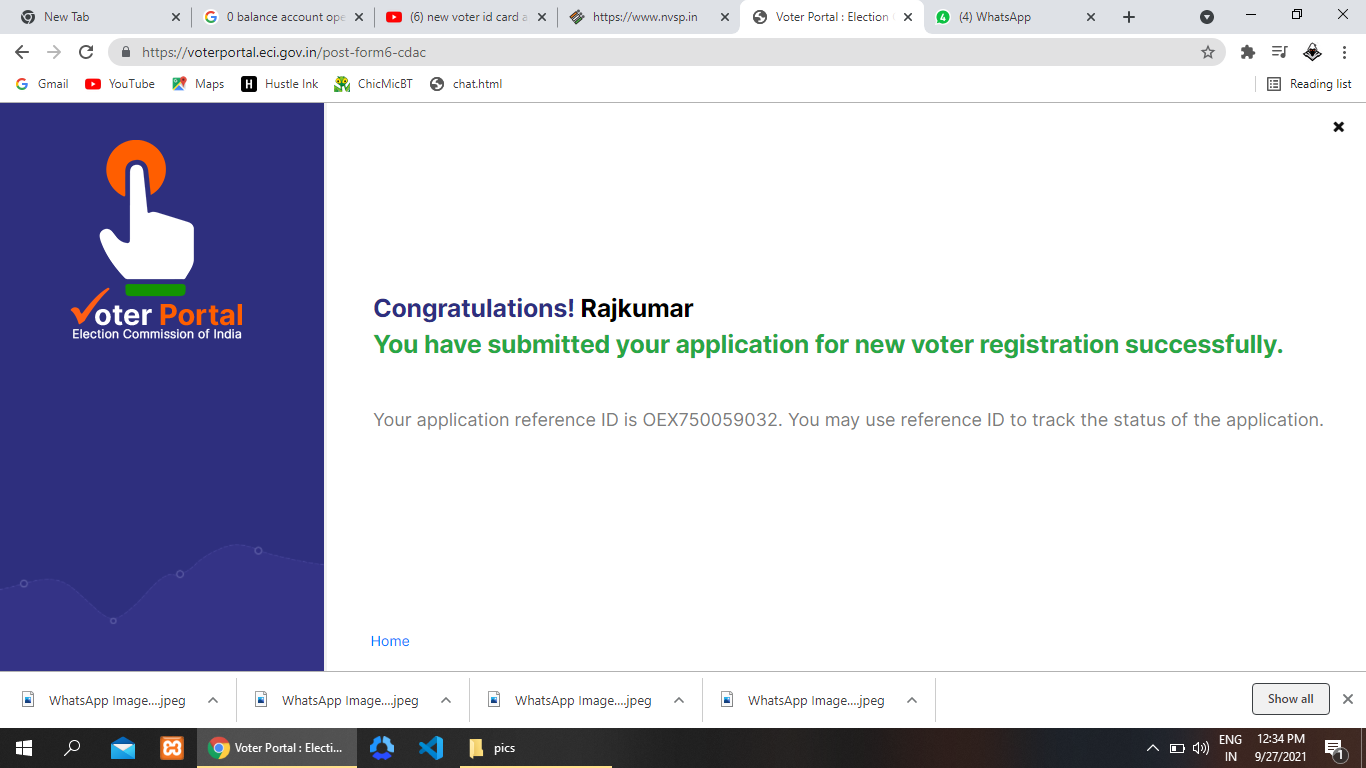 New Tab
0 balance account ope
(6) new voter id card a
https://www.nvsp.in
Voter Portal : Election
4
(4) WhatsApp
https://voterportal.eci.gov.in/post-form6-cdac
Gmail
YouTube
Maps
H
Hustle Ink
ChicMicBT
chat.html
Reading list
Voter Portal
Election Commission of India
Congratulations! Rajkumar
You have submitted your application for new voter registration successfully.
Your application reference ID is OEX750059032. You may use reference ID to track the status of the application.
Home
WhatsApp Image....jpeg
WhatsApp Image....jpeg
WhatsApp Image....jpeg
WhatsApp Image....jpeg
Show all
Voter Portal : Electi...
pics
ENG
IN
12:34 PM
9/27/2021
1